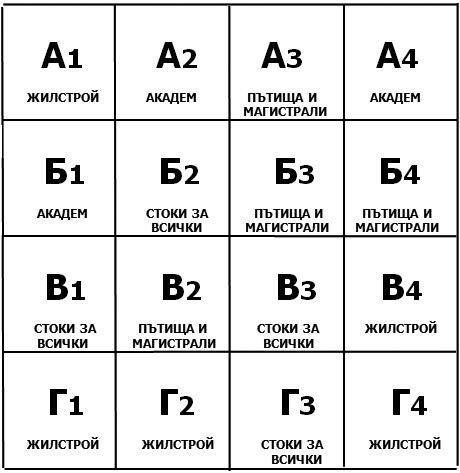 А1 А2 А3 А4
ЖИЛСТРОЙ АКАДЕМ ПЪТИЩА И АКАДЕМ
МАГИСТРАЛИ
Б1 Б2 Б3 Б4
АКАДЕМ СТОКИ ЗА ПЪТИЩА И ПЪТИЩА И
ВСИЧКИ МАГИСТРАЛИ МАГИСТРАЛИ
В1 В2 В3 В4
СТОКИ ЗА ПЪТИЩА И СТОКИ ЗА ЖИЛСТРОЙ
ВСИЧКИ МАГИСТРАЛИ ВСИЧКИ
Г1 Г2 Г3 Г4
ЖИЛСТРОЙ ЖИЛСТРОЙ СТОКИ ЗА ЖИЛСТРОЙ
ВСИЧКИ